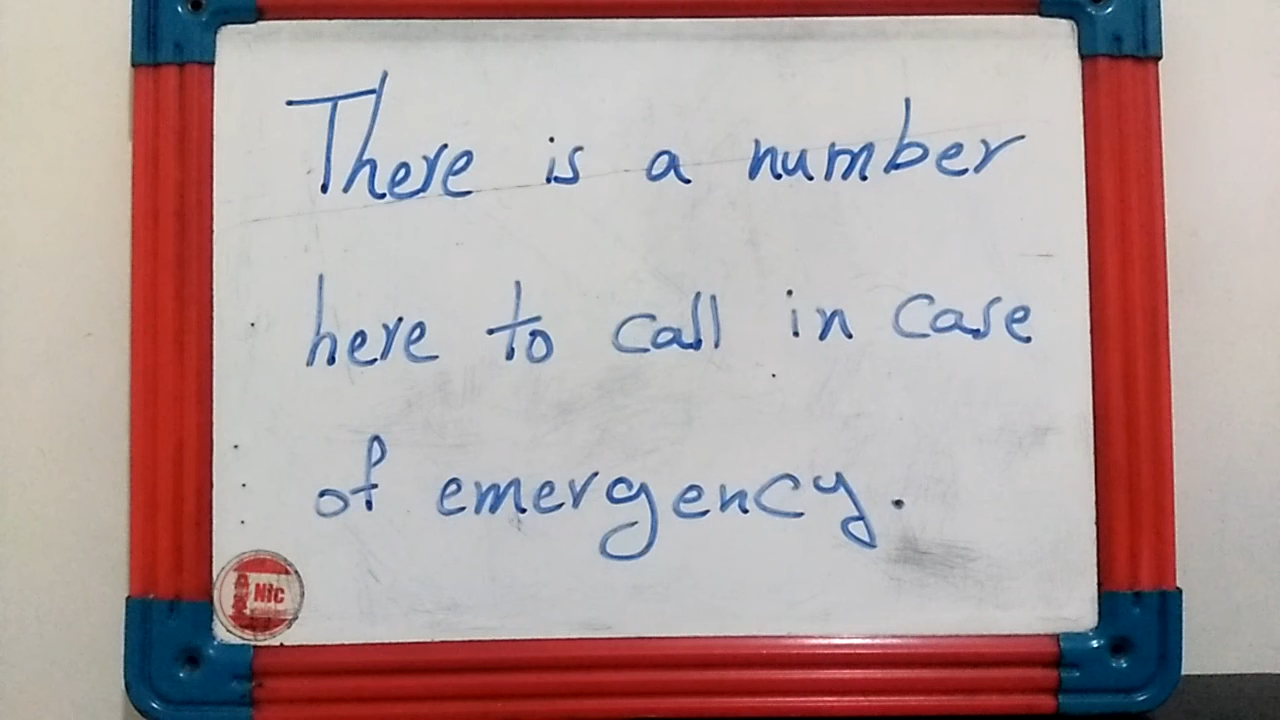 There is a number
here to call in case
of emergency.
Nic